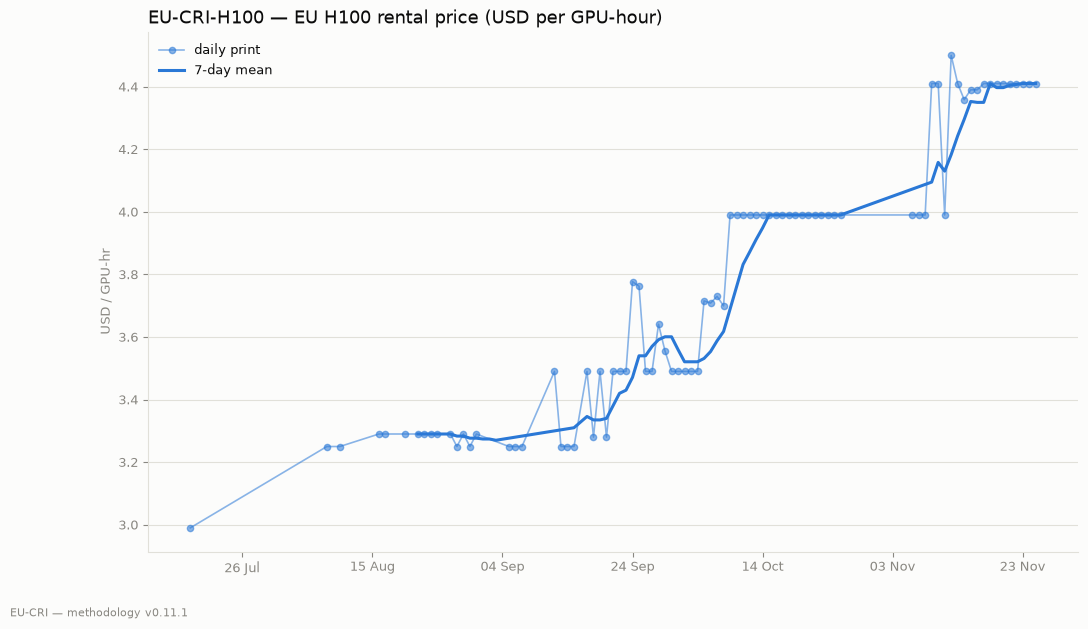 EU-CRI-H100 — EU H100 rental price (USD per GPU-hour)
daily print
7-day mean
4.4
4.2
4.0
3.8
3.6
3.4
3.2
3.0
USD / GPU-hr
26 Jul
15 Aug
04 Sep
24 Sep
14 Oct
03 Nov
23 Nov
EU-CRI — methodology v0.11.1